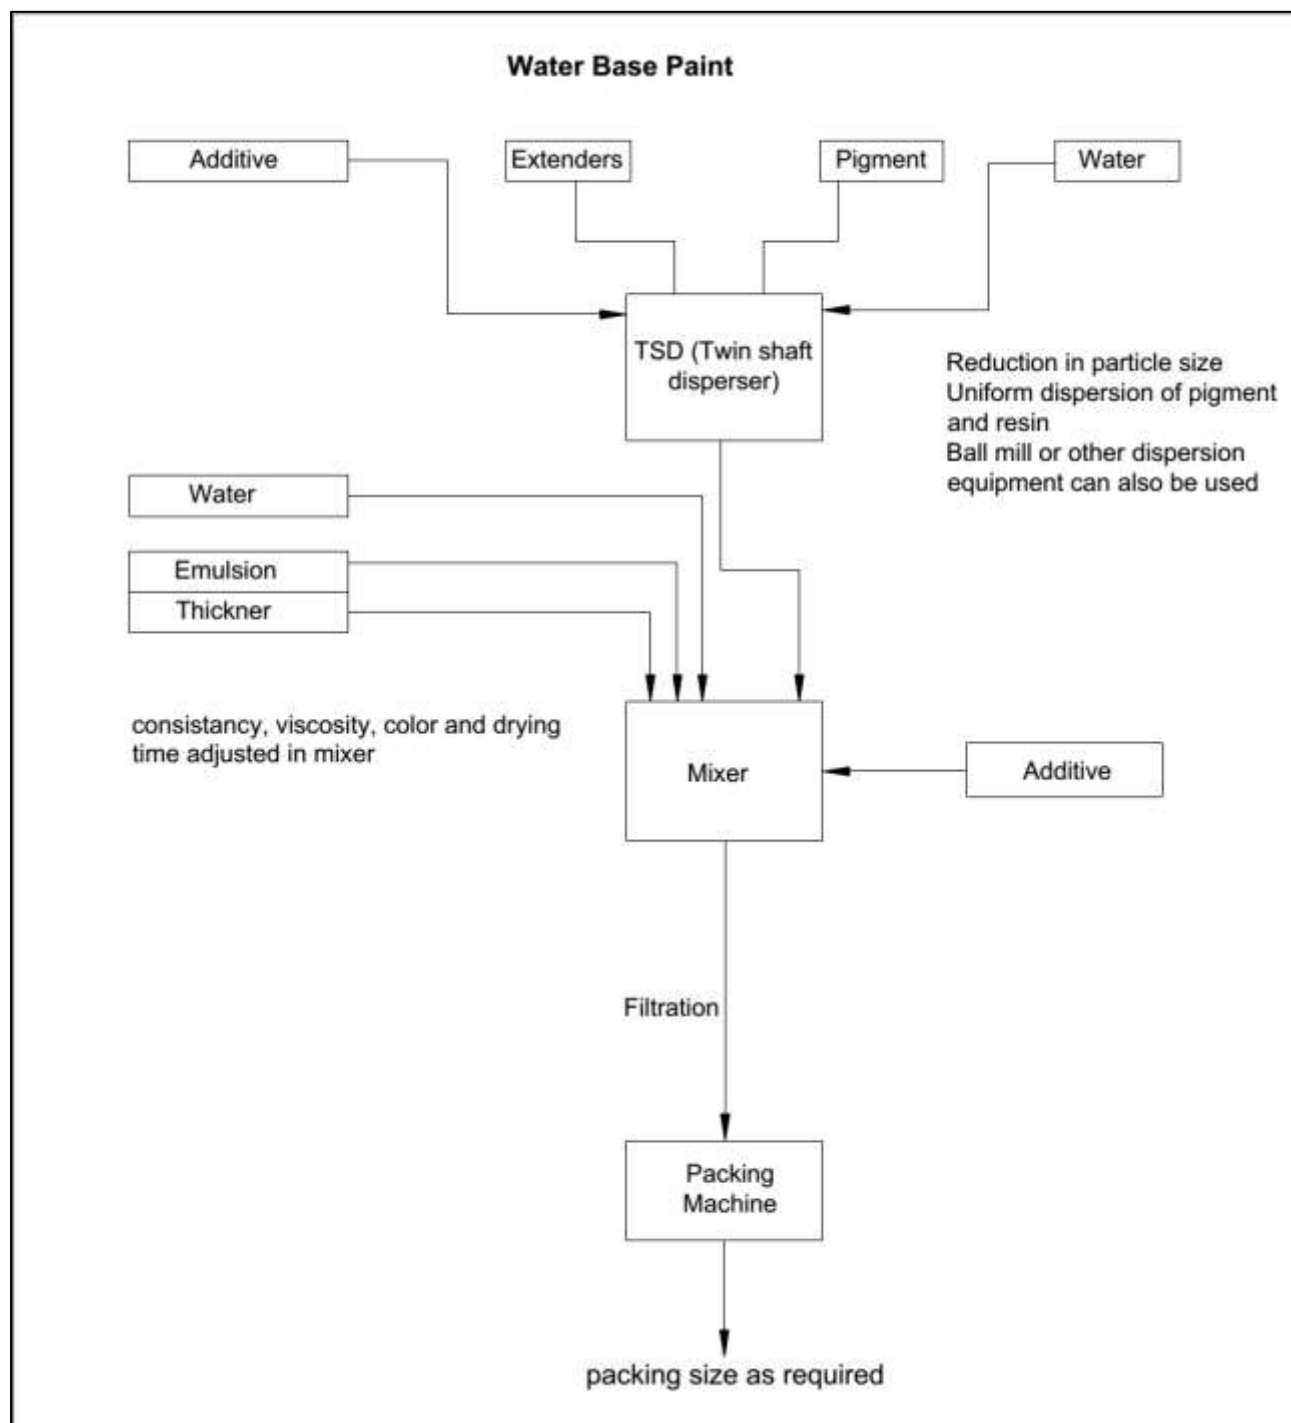 Water Base Paint
Additive
Extenders
Pigment
Water
TSD (Twin shaft
disperser)
Reduction in particle size
Uniform dispersion of pigment
and resin
Ball mill or other dispersion
equipment can also be used
Water
Emulsion
Thickner
consistancy, viscosity, color and drying
time adjusted in mixer
Mixer
Additive
Filtration
Packing
Machine
packing size as required